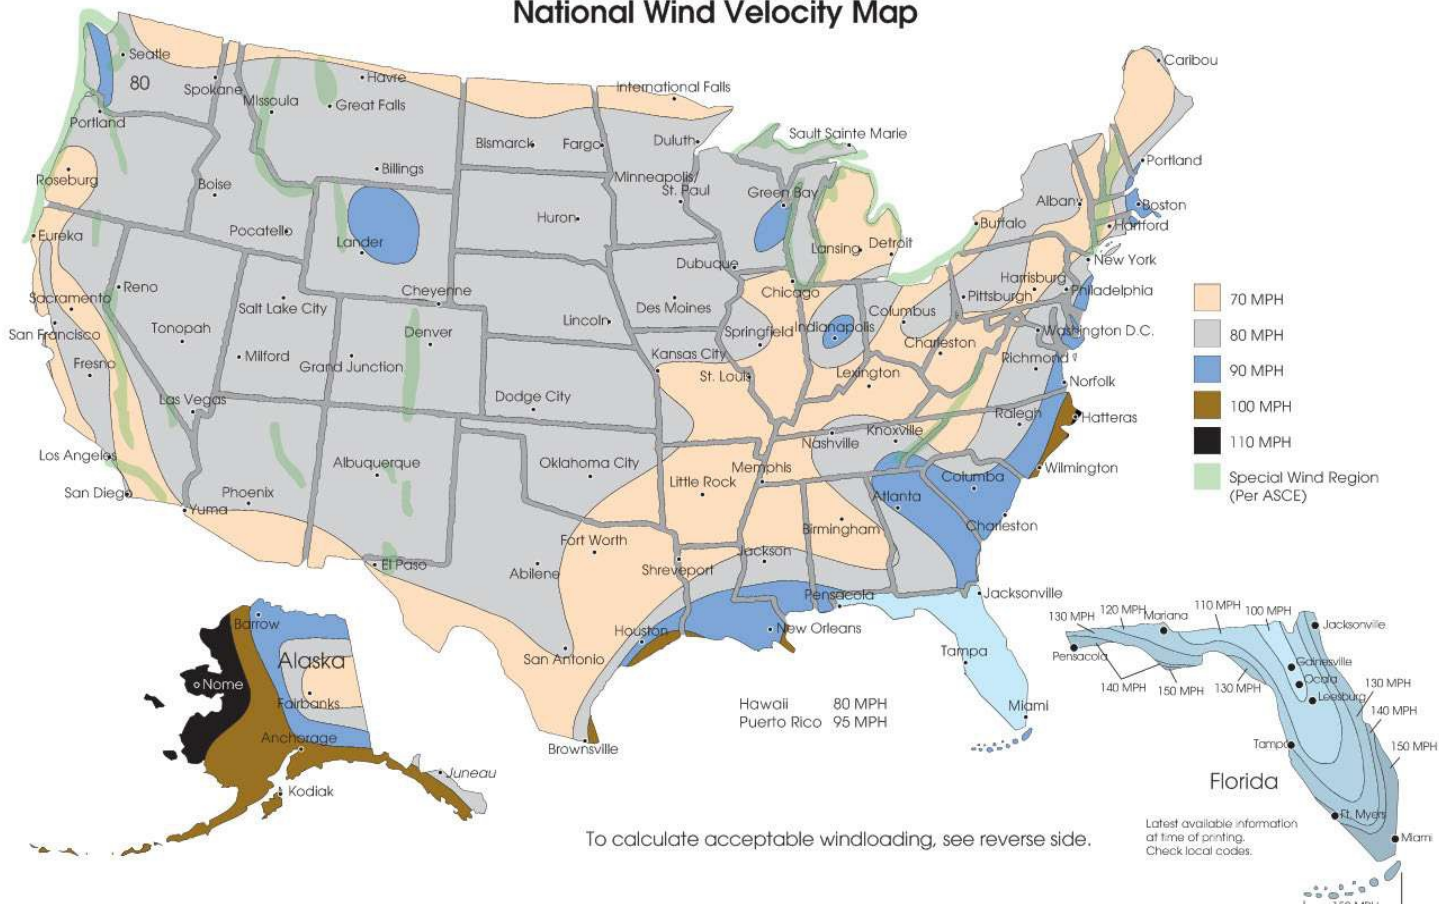 National Wind Velocity Map
Seatle
80
Spokane
Missoula
Havre
Great Falls
International Falls
Caribou
Portland
Bismarck
Fargo
Duluth
Sault Sainte Marie
Portland
Roseburg
Boise
Billings
Minneapolis/
St. Paul
Green Bay
Albany
Boston
Hartford
Eureka
Pocatello
Lander
Huron
Lansing
Detroit
Buffalo
New York
Dubuque
Sacramento
Reno
Salt Lake City
Cheyenne
Des Moines
Chicago
Harrisburg
Pittsburgh
Philadelphia
San Francisco
Tonopah
Denver
Lincoln
Springfield
Indianapolis
Columbus
Washington D.C.
Fresno
Milford
Grand Junction
Kansas City
St. Louis
Lexington
Charleston
Richmond
Norfolk
Las Vegas
Dodge City
Nashville
Knoxville
Ralegh
Hatteras
Los Angeles
Albuquerque
Oklahoma City
Memphis
Little Rock
Columba
Wilmington
San Diego
Yuma
Phoenix
Atlanta
Charleston
Fort Worth
Birmingham
El Paso
Abilene
Shreveport
Jackson
Pensacola
Jacksonville
Houston
New Orleans
San Antonio
Tampa
Miami
Brownsville
70 MPH
80 MPH
90 MPH
100 MPH
110 MPH
Special Wind Region
(Per ASCE)
Barrow
Alaska
Nome
Fairbanks
Anchorage
Juneau
Kodiak
Hawaii 80 MPH
Puerto Rico 95 MPH
130 MPH
120 MPH
Mariana
110 MPH
100 MPH
Jacksonville
Pensacola
140 MPH
150 MPH
130 MPH
Gainesville
Ocala
Leesburg
130 MPH
140 MPH
150 MPH
Tampa
Florida
Ft. Myers
Miami
Latest available information
at time of printing.
Check local codes.
To calculate acceptable windloading, see reverse side.
150 MPH